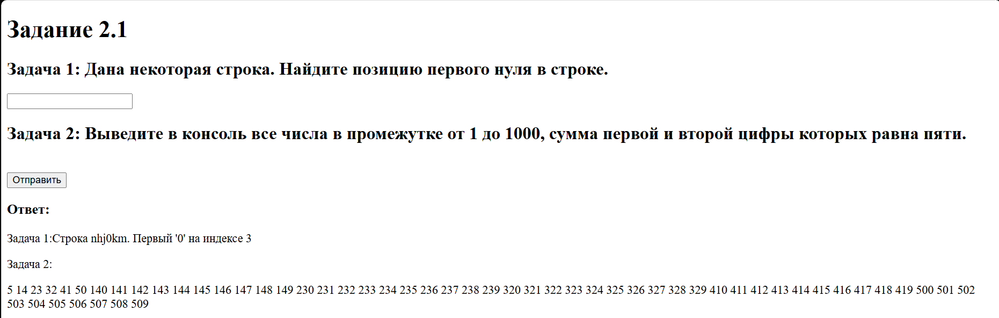 Задание 2.1
Задача 1: Дана некоторая строка. Найдите позицию первого нуля в строке.
Задача 2: Выведите в консоль все числа в промежутке от 1 до 1000, сумма первой и второй цифры которых равна пяти.
Отправить
Ответ:
Задача 1:Строка nhj0km. Первый '0' на индексе 3
Задача 2:
5 14 23 32 41 50 140 141 142 143 144 145 146 147 148 149 230 231 232 233 234 235 236 237 238 239 320 321 322 323 324 325 326 327 328 329 410 411 412 413 414 415 416 417 418 419 500 501 502
503 504 505 506 507 508 509